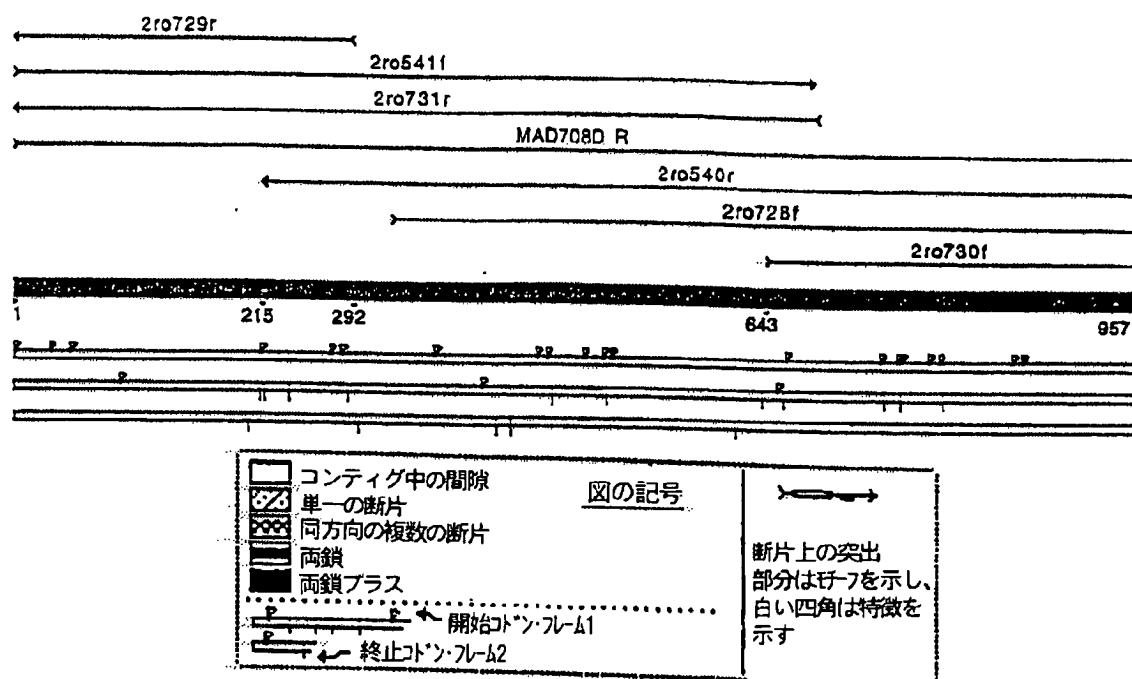 2ro729r
2ro541f
2ro731r
MAD708D R
2ro540r
2ro728f
2ro730f
1
215
292
643
957
コンティグ中の間隙
図の記号
単一の断片
同方向の複数の断片
両鎖
両鎖プラス
開始コドン・フレーム1
終止コドン・フレーム2
断片上の突出
部分はモチーフを示し、
白い四角は特徴を
示す